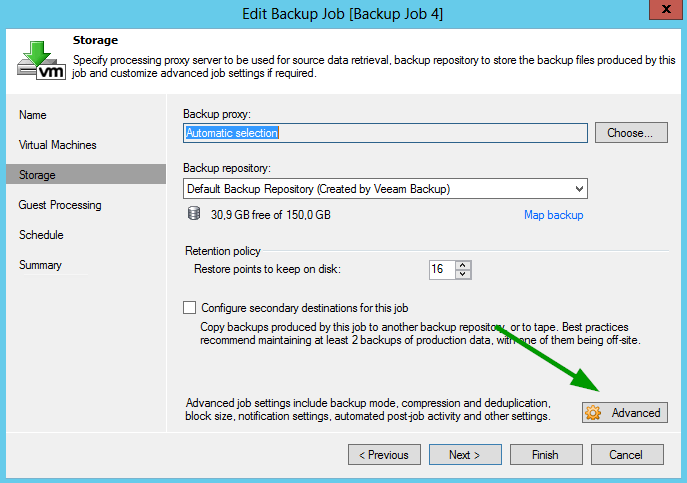 Edit Backup Job [Backup Job 4]
x
Storage
Specify processing proxy server to be used for source data retrieval, backup repository to store the backup files produced by this
job and customize advanced job settings if required.
vm
Name
Virtual Machines
Storage
Guest Processing
Schedule
Summary
Backup proxy:
Automatic selection
Choose...
Backup repository:
Default Backup Repository (Created by Veeam Backup)
30,9 GB free of 150,0 GB
Map backup
Retention policy
Restore points to keep on disk:
16
Configure secondary destinations for this job
Copy backups produced by this job to another backup repository, or to tape. Best practices
recommend maintaining at least 2 backups of production data, with one of them being off-site.
Advanced job settings include backup mode, compression and deduplication,
block size, notification settings, automated post-job activity and other settings.
Advanced
< Previous
Next >
Finish
Cancel